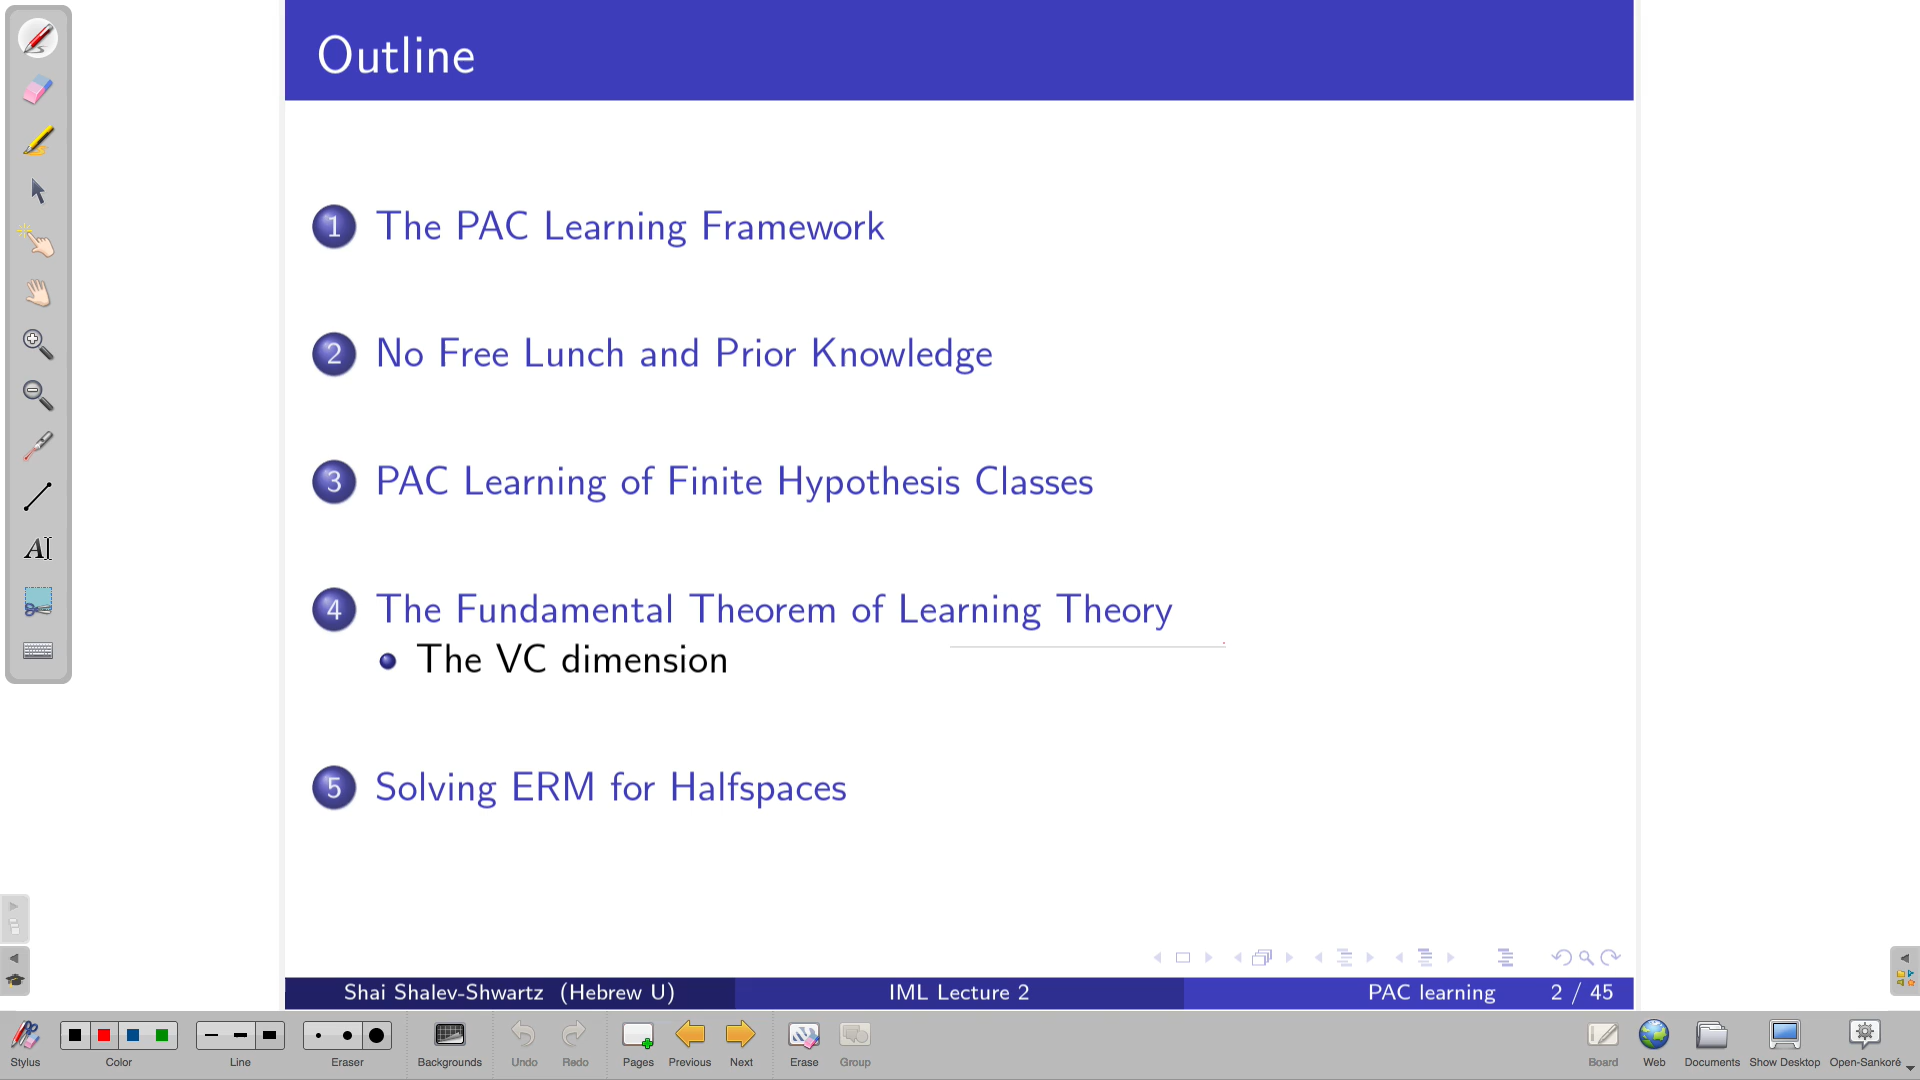 Outline
1 The PAC Learning Framework
2 No Free Lunch and Prior Knowledge
3 PAC Learning of Finite Hypothesis Classes
4 The Fundamental Theorem of Learning Theory
The VC dimension
5 Solving ERM for Halfspaces
Shai Shalev-Shwartz (Hebrew U) IML Lecture 2 PAC learning 2 / 45
Stylus Color Line Eraser Backgrounds Undo Redo Pages Previous Next Erase Group Board Web Documents Show Desktop Open-Sankoré